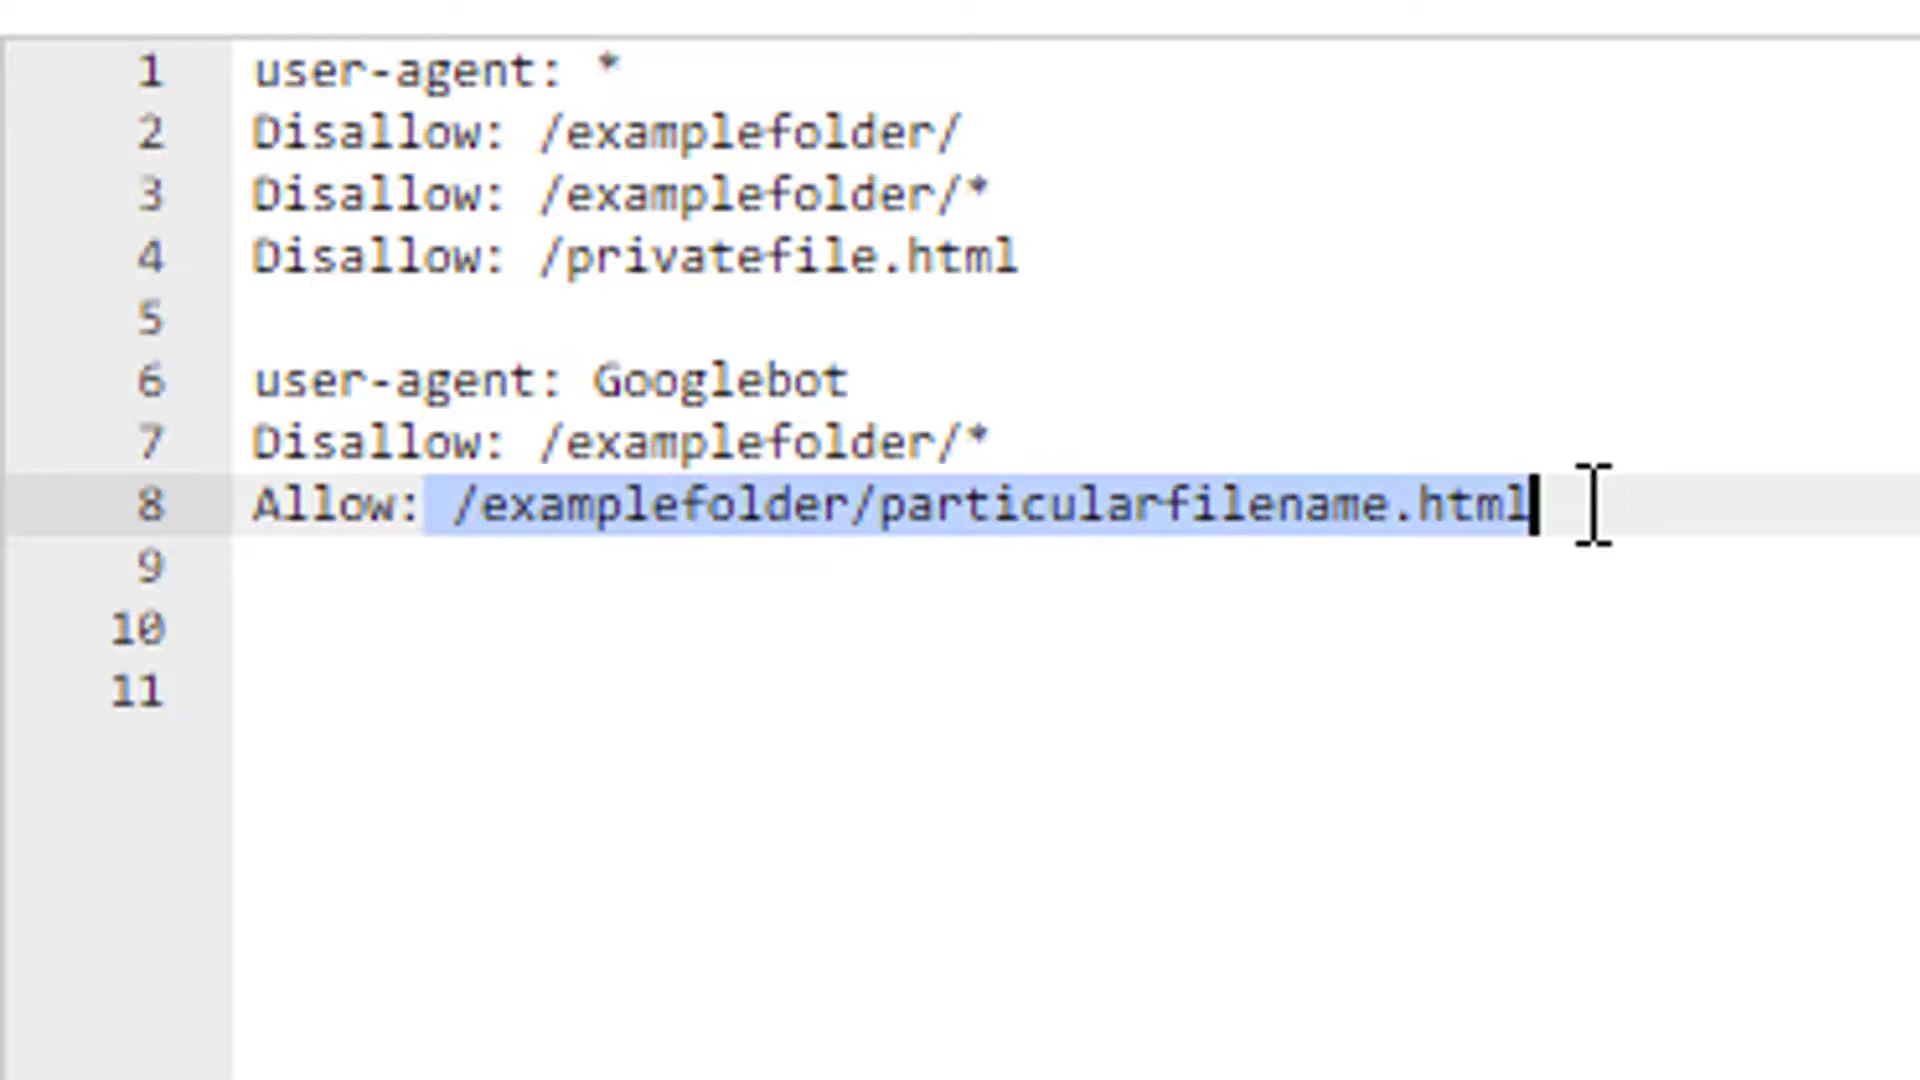 1 user-agent: *
2 Disallow: /examplefolder/
3 Disallow: /examplefolder/*
4 Disallow: /privatefile.html
5
6 user-agent: Googlebot
7 Disallow: /examplefolder/*
8 Allow: /examplefolder/particularfilename.html
9
10
11